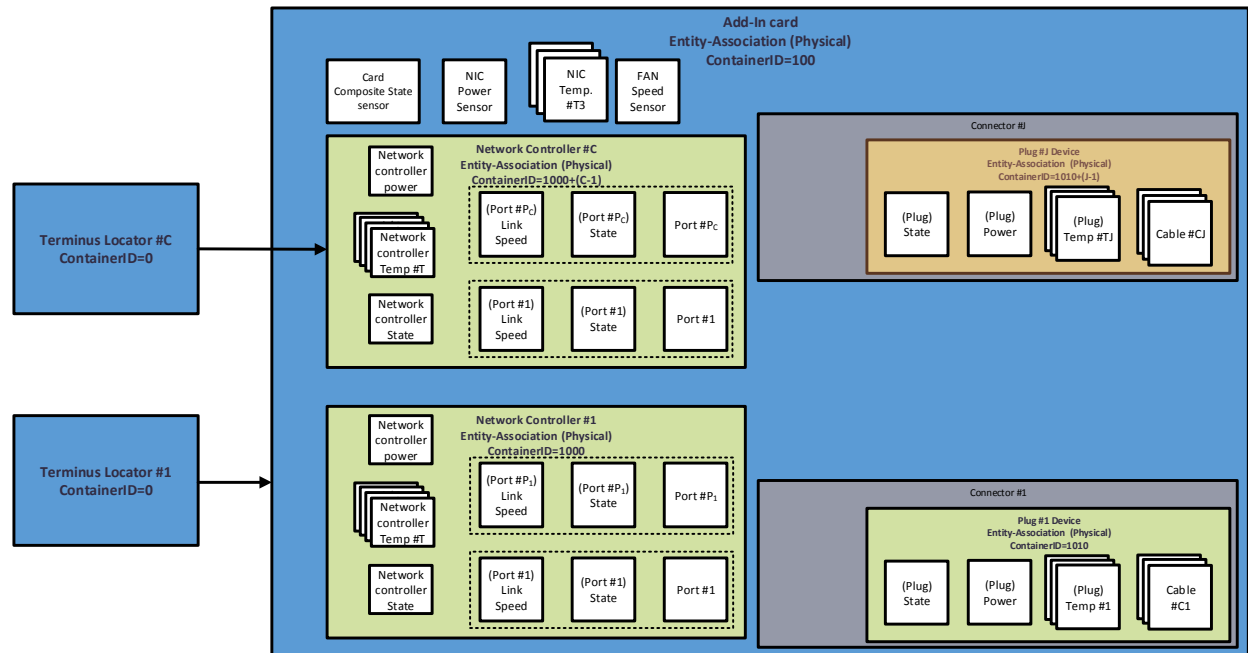 Add-In card
Entity-Association (Physical)
ContainerID=100
Card
Composite State
sensor
NIC
Power
Sensor
NIC
Temp.
#T3
FAN
Speed
Sensor
Terminus Locator #C
ContainerID=0
Network Controller #C
Entity-Association (Physical)
ContainerID=1000+(C-1)
Network
controller
power
Network
controller
Temp #T
Network
controller
State
(Port #PC)
Link
Speed
(Port #PC)
State
Port #PC
(Port #1)
Link
Speed
(Port #1)
State
Port #1
Connector #J
Plug #J Device
Entity-Association (Physical)
ContainerID=1010+(J-1)
(Plug)
State
(Plug)
Power
(Plug)
Temp #TJ
Cable #CJ
Terminus Locator #1
ContainerID=0
Network Controller #1
Entity-Association (Physical)
ContainerID=1000
Network
controller
power
Network
controller
Temp #T
Network
controller
State
(Port #P1)
Link
Speed
(Port #P1)
State
Port #P1
(Port #1)
Link
Speed
(Port #1)
State
Port #1
Connector #1
Plug #1 Device
Entity-Association (Physical)
ContainerID=1010
(Plug)
State
(Plug)
Power
(Plug)
Temp #1
Cable
#C1